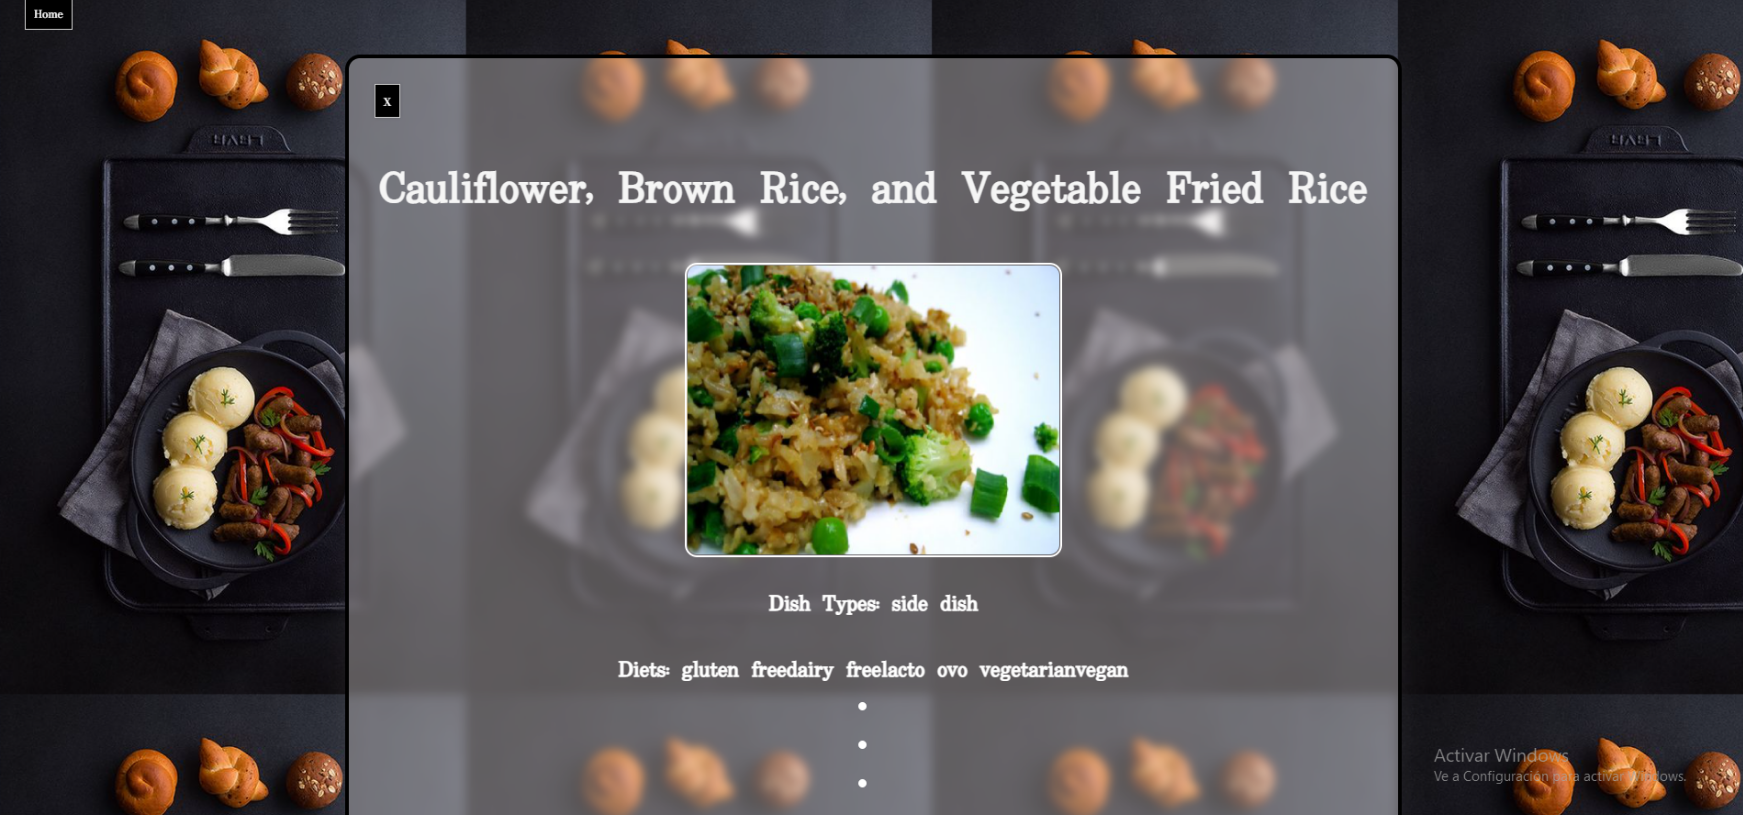 Home
x
Cauliflower, Brown Rice, and Vegetable Fried Rice
Dish Types: side dish
Diets: gluten freedairy freelacto ovo vegetarianvegan
Activar Windows
Ve a Configuración para activar Windows.